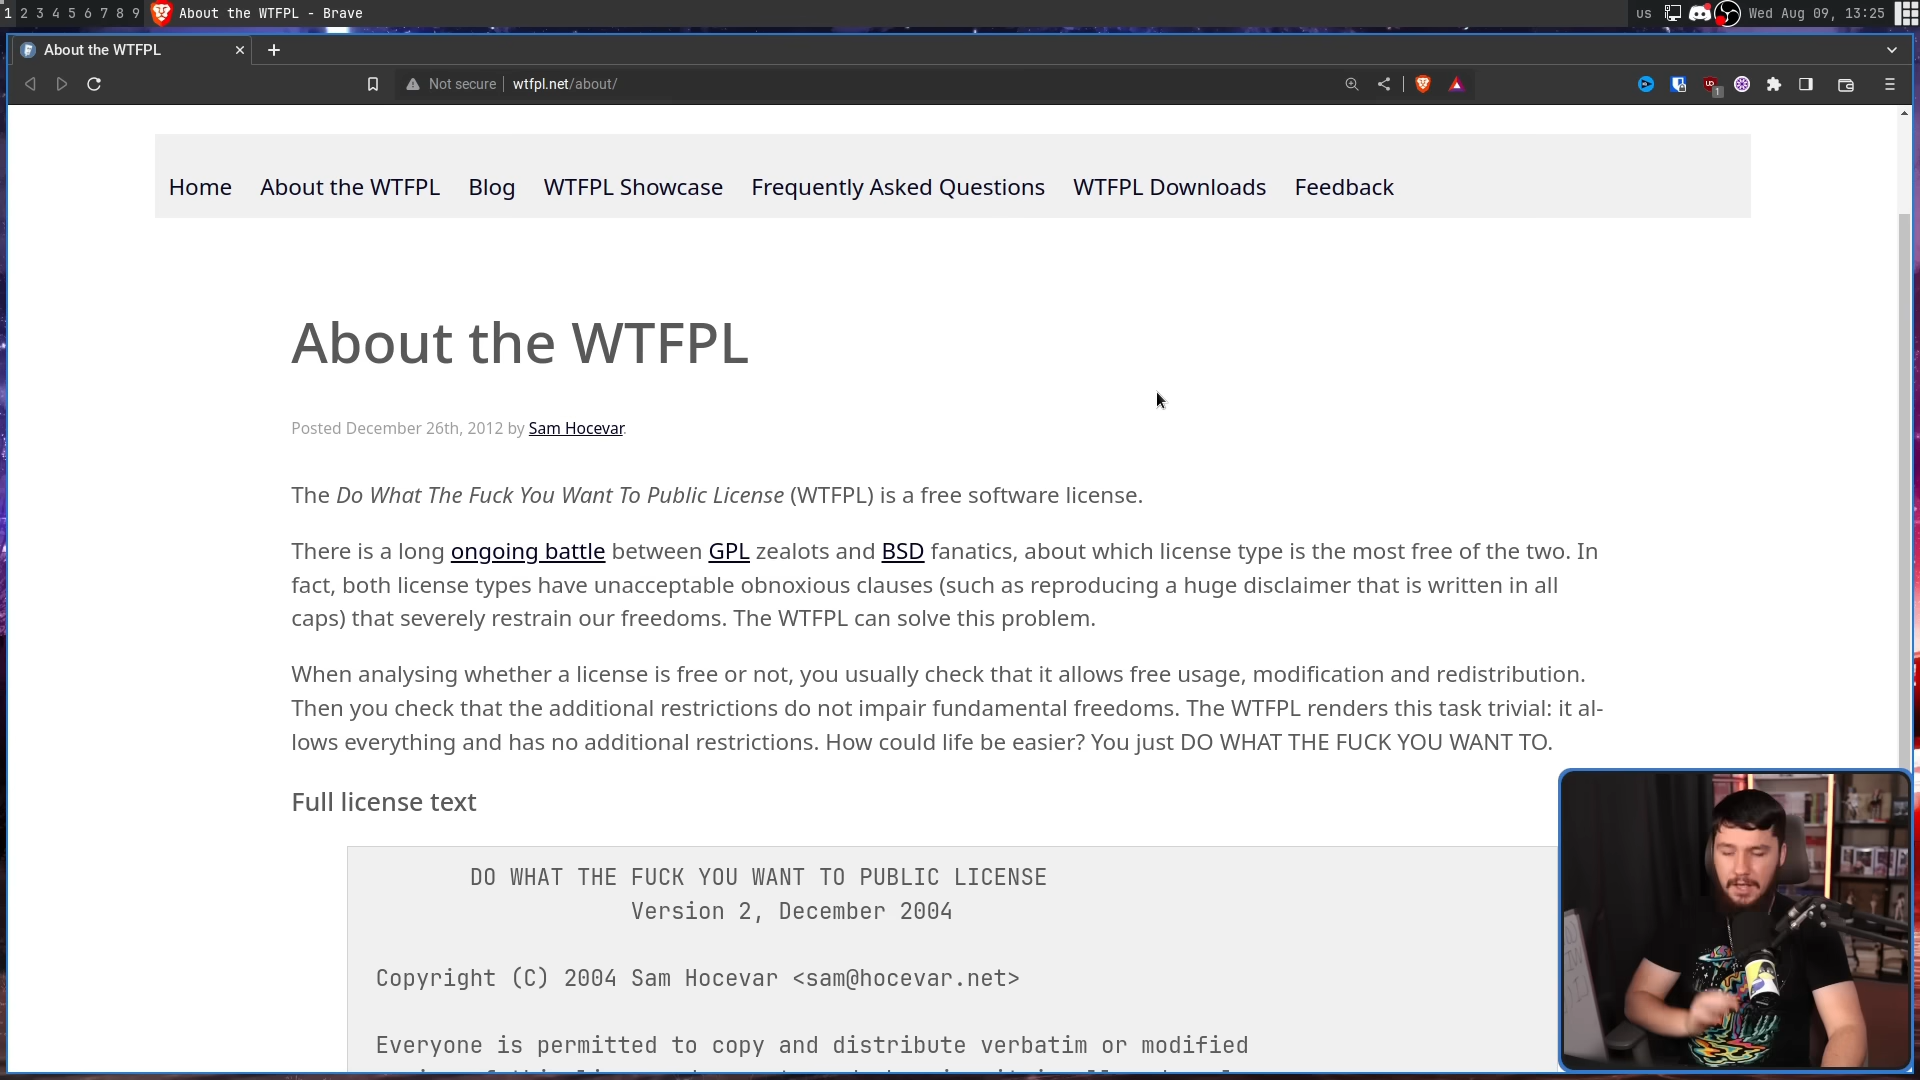 1 2 3 4 5 6 7 8 9 About the WTFPL - Brave
us Wed Aug 09, 13:25
About the WTFPL
Not secure wtfpl.net/about/
1
Home About the WTFPL Blog WTFPL Showcase Frequently Asked Questions WTFPL Downloads Feedback
About the WTFPL
Posted December 26th, 2012 by Sam Hocevar.
The Do What The Fuck You Want To Public License (WTFPL) is a free software license.
There is a long ongoing battle between GPL zealots and BSD fanatics, about which license type is the most free of the two. In
fact, both license types have unacceptable obnoxious clauses (such as reproducing a huge disclaimer that is written in all
caps) that severely restrain our freedoms. The WTFPL can solve this problem.
When analysing whether a license is free or not, you usually check that it allows free usage, modification and redistribution.
Then you check that the additional restrictions do not impair fundamental freedoms. The WTFPL renders this task trivial: it al-
lows everything and has no additional restrictions. How could life be easier? You just DO WHAT THE FUCK YOU WANT TO.
Full license text
DO WHAT THE FUCK YOU WANT TO PUBLIC LICENSE
Version 2, December 2004
Copyright (C) 2004 Sam Hocevar <sam@hocevar.net>
Everyone is permitted to copy and distribute verbatim or modified